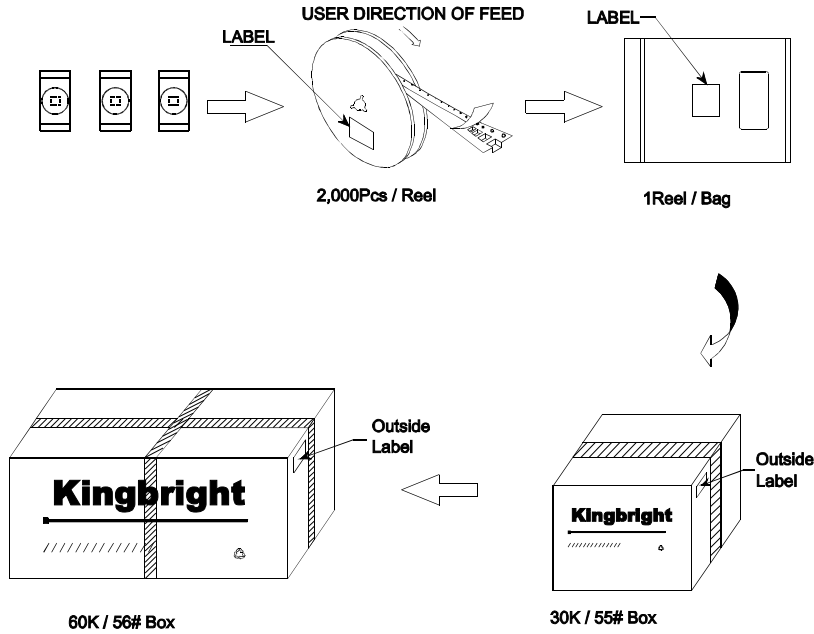 USER DIRECTION OF FEED
LABEL
LABEL
2,000Pcs / Reel
1Reel / Bag
Outside
Label
Kingbright
60K / 56# Box
Outside
Label
Kingbright
30K / 55# Box